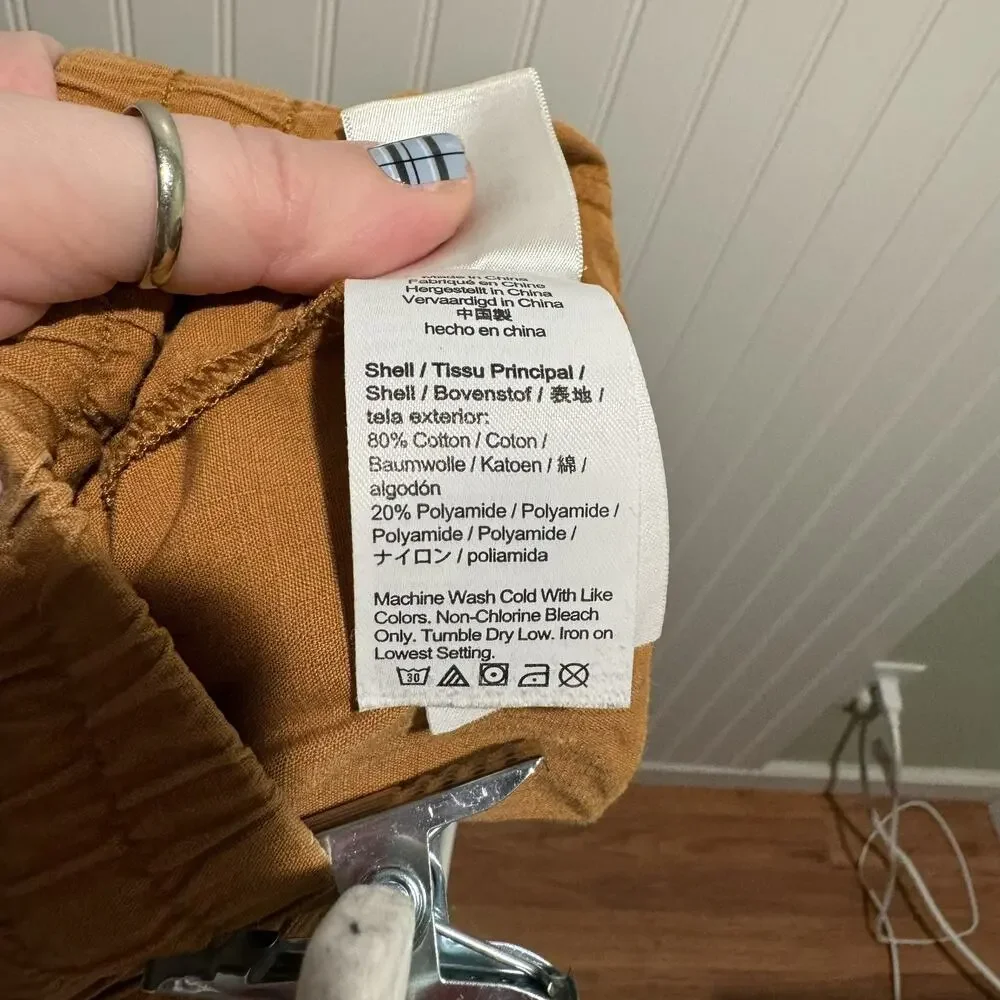 Made in China
Fabriqué en Chine
Hergestellt in China
Vervaardigd in China
中国製
hecho en china
Shell / Tissu Principal /
Shell / Bovenstof / 表地 /
tela exterior:
80% Cotton / Coton /
Baumwolle / Katoen / 綿 /
algodón
20% Polyamide / Polyamide /
Polyamide / Polyamide /
ナイロン / poliamida
Machine Wash Cold With Like
Colors. Non-Chlorine Bleach
Only. Tumble Dry Low. Iron on
Lowest Setting.
30